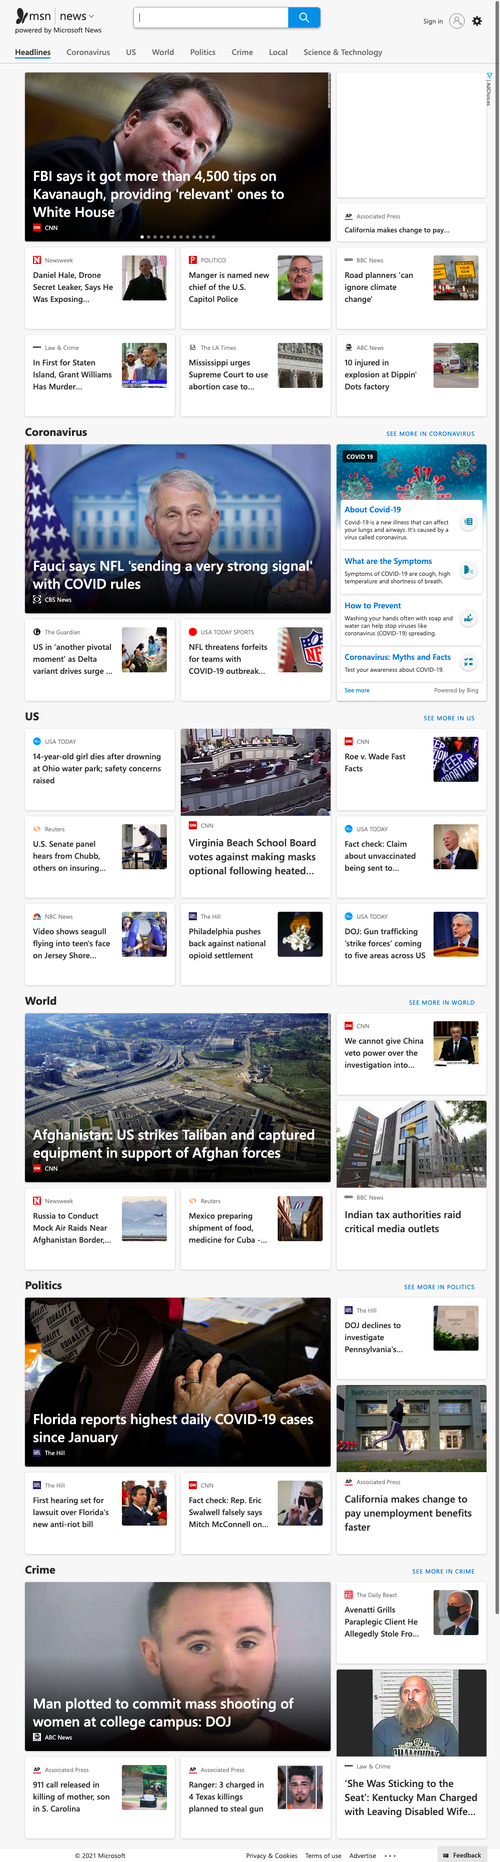 msn | news
powered by Microsoft News
Sign in
Headlines Coronavirus US World Politics Crime Local Science & Technology
FBI says it got more than 4,500 tips on
Kavanaugh, providing 'relevant' ones to
White House
CNN
AdChoices
Associated Press
California makes change to pay...
Newsweek
Daniel Hale, Drone
Secret Leaker, Says He
Was Exposing...
POLITICO
Manger is named new
chief of the U.S.
Capitol Police
BBC News
Road planners 'can
ignore climate
change'
Law & Crime
In First for Staten
Island, Grant Williams
Has Murder...
The LA Times
Mississippi urges
Supreme Court to use
abortion case to...
ABC News
10 injured in
explosion at Dippin'
Dots factory
Coronavirus
SEE MORE IN CORONAVIRUS
Fauci says NFL 'sending a very strong signal'
with COVID rules
CBS News
COVID 19
About Covid-19
Covid-19 is a new illness that can affect
your lungs and airways. It's caused by a
virus called coronavirus.
What are the Symptoms
Symptoms of COVID-19 are cough, high
temperature and shortness of breath.
How to Prevent
Washing your hands often with soap and
water can help stop viruses like
coronavirus (COVID-19) spreading.
Coronavirus: Myths and Facts
Test your awareness about COVID-19.
See more
Powered by Bing
The Guardian
US in 'another pivotal
moment' as Delta
variant drives surge ...
USA TODAY SPORTS
NFL threatens forfeits
for teams with
COVID-19 outbreak...
NFL
US
SEE MORE IN US
USA TODAY
14-year-old girl dies after drowning
at Ohio water park; safety concerns
raised
CNN
Virginia Beach School Board
votes against making masks
optional following heated...
CNN
Roe v. Wade Fast
Facts
KEEP
ABORTION
Reuters
U.S. Senate panel
hears from Chubb,
others on insuring...
USA TODAY
Fact check: Claim
about unvaccinated
being sent to...
NBC News
Video shows seagull
flying into teen's face
on Jersey Shore...
The Hill
Philadelphia pushes
back against national
opioid settlement
USA TODAY
DOJ: Gun trafficking
'strike forces' coming
to five areas across US
World
SEE MORE IN WORLD
Afghanistan: US strikes Taliban and captured
equipment in support of Afghan forces
CNN
CNN
We cannot give China
veto power over the
investigation into...
BBC News
Indian tax authorities raid
critical media outlets
Newsweek
Russia to Conduct
Mock Air Raids Near
Afghanistan Border,...
Reuters
Mexico preparing
shipment of food,
medicine for Cuba -...
Politics
SEE MORE IN POLITICS
EQUALITY
Florida reports highest daily COVID-19 cases
since January
The Hill
The Hill
DOJ declines to
investigate
Pennsylvania's...
EMPLOYMENT DEVELOPMENT DEPARTMENT
800
Associated Press
California makes change to
pay unemployment benefits
faster
The Hill
First hearing set for
lawsuit over Florida's
new anti-riot bill
CNN
Fact check: Rep. Eric
Swalwell falsely says
Mitch McConnell on...
Crime
SEE MORE IN CRIME
Man plotted to commit mass shooting of
women at college campus: DOJ
ABC News
The Daily Beast
Avenatti Grills
Paraplegic Client He
Allegedly Stole Fro...
Law & Crime
'She Was Sticking to the
Seat': Kentucky Man Charged
with Leaving Disabled Wife...
Associated Press
911 call released in
killing of mother, son
in S. Carolina
Associated Press
Ranger: 3 charged in
4 Texas killings
planned to steal gun
© 2021 Microsoft
Privacy & Cookies Terms of use Advertise ...
Feedback